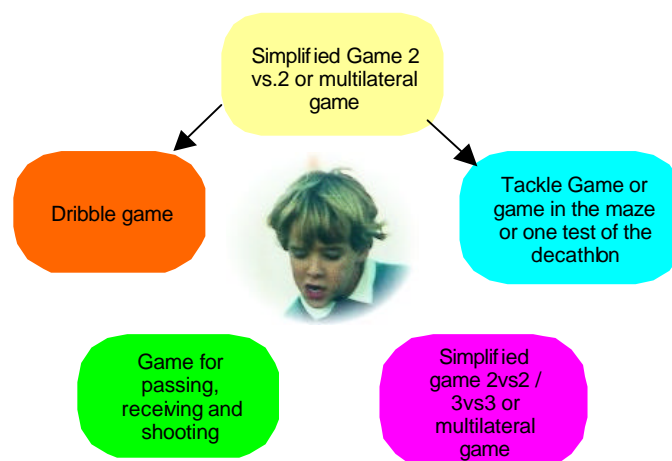 Simplified Game 2
vs.2 or multilateral
game
Dribble game
Tackle Game or
game in the maze
or one test of the
decathlon
Game for
passing,
receiving and
shooting
Simplified
game 2vs2 /
3vs3 or
multilateral
game